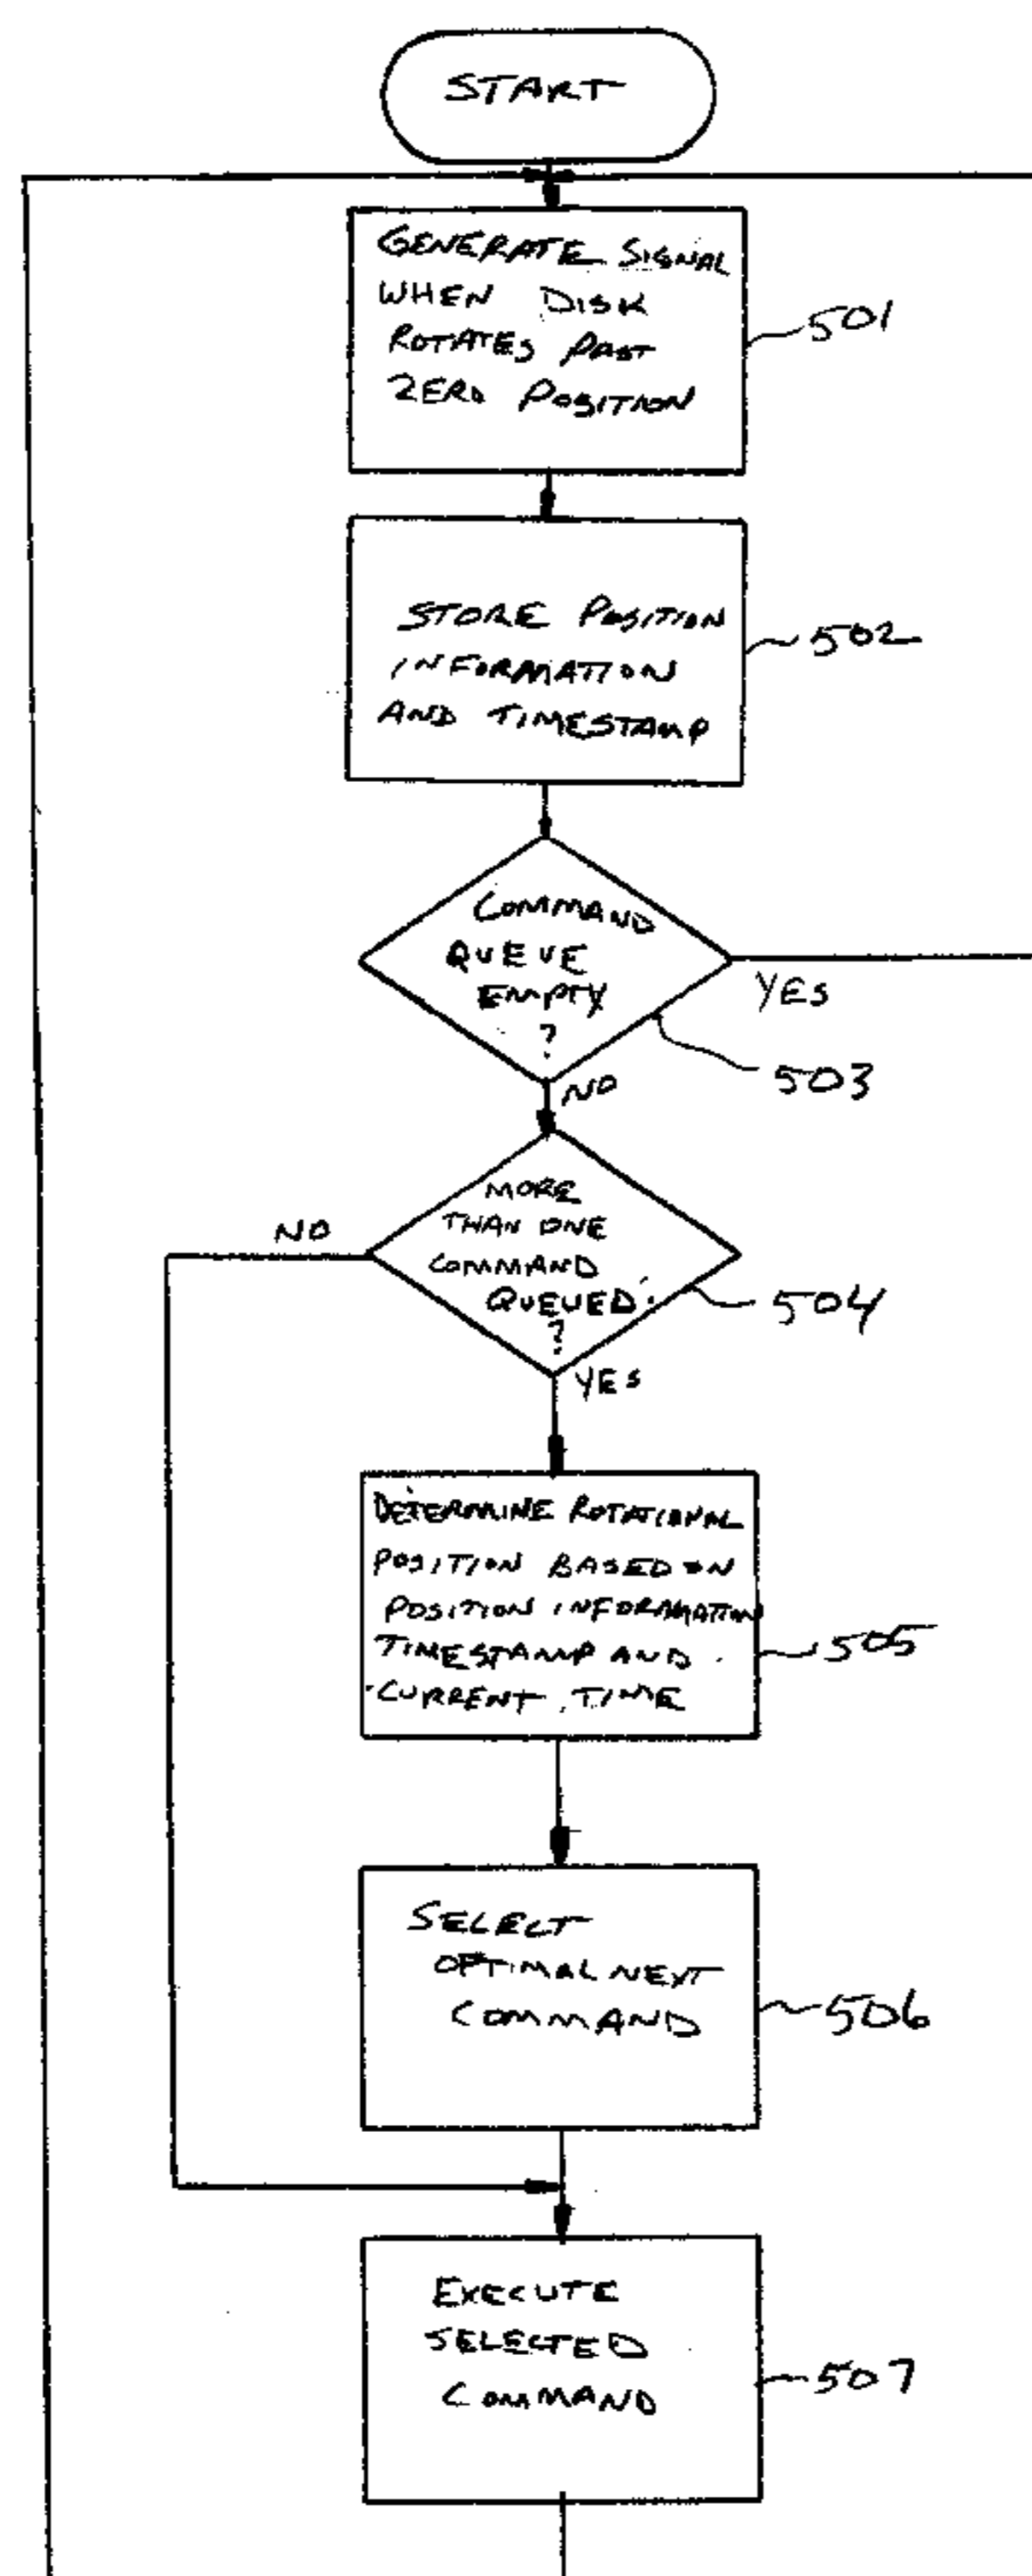 START
GENERATE SIGNAL
WHEN DISK
ROTATES PAST
ZERO POSITION
501
STORE POSITION
INFORMATION
AND TIMESTAMP
502
COMMAND
QUEUE
EMPTY
?
YES
503
NO
MORE
THAN ONE
COMMAND
QUEUED
?
NO
504
YES
DETERMINE ROTATIONAL
POSITION BASED ON
POSITION INFORMATION
TIMESTAMP AND
CURRENT TIME
505
SELECT
OPTIMAL NEXT
COMMAND
506
EXECUTE
SELECTED
COMMAND
507